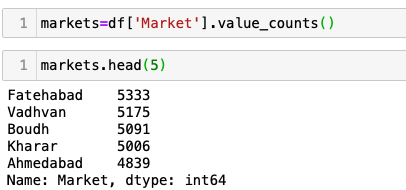 1 markets=df['Market'].value_counts()
1 markets.head(5)
Fatehabad    5333
Vadhvan      5175
Boudh        5091
Kharar       5006
Ahmedabad    4839
Name: Market, dtype: int64